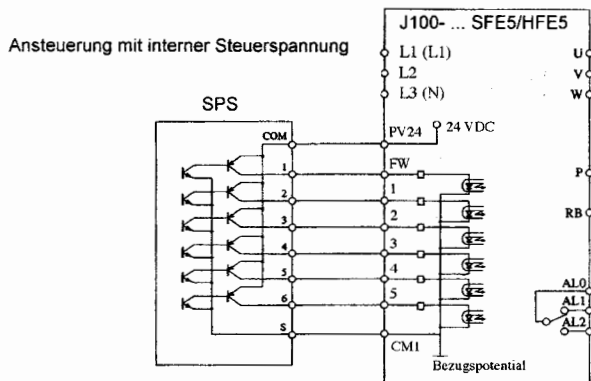 J100- ... SFE5/HFE5
Ansteuerung mit interner Steuerspannung
L1 (L1)
U
L2
V
L3 (N)
W
SPS
COM
PV24
24 VDC
1
FW
P
2
1
3
2
RB
4
3
5
4
6
5
AL0
AL1
AL2
S
CM1
Bezugspotential